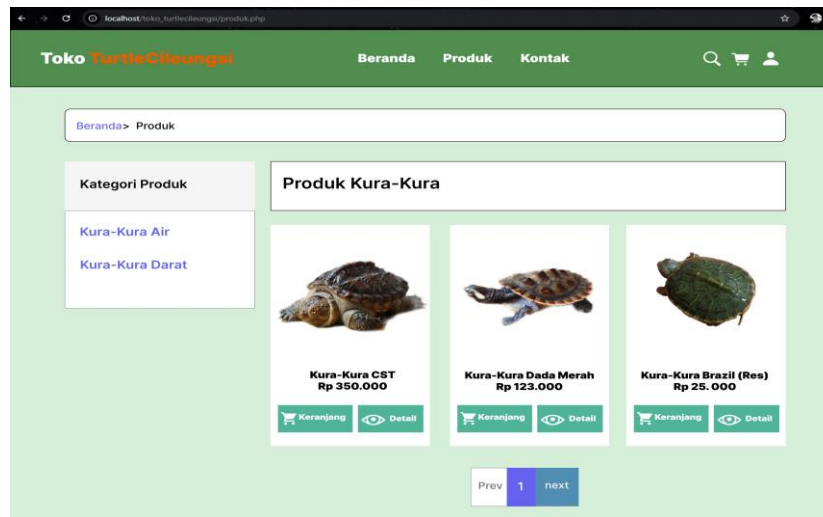 localhost/toko_turtlecileungsi/produk.php
Toko TurtleCileungsi
Beranda Produk Kontak
Beranda> Produk
Kategori Produk
Kura-Kura Air
Kura-Kura Darat
Produk Kura-Kura
Kura-Kura CST
Rp 350.000
Keranjang Detail
Kura-Kura Dada Merah
Rp 123.000
Keranjang Detail
Kura-Kura Brazil (Res)
Rp 25. 000
Keranjang Detail
Prev 1 next